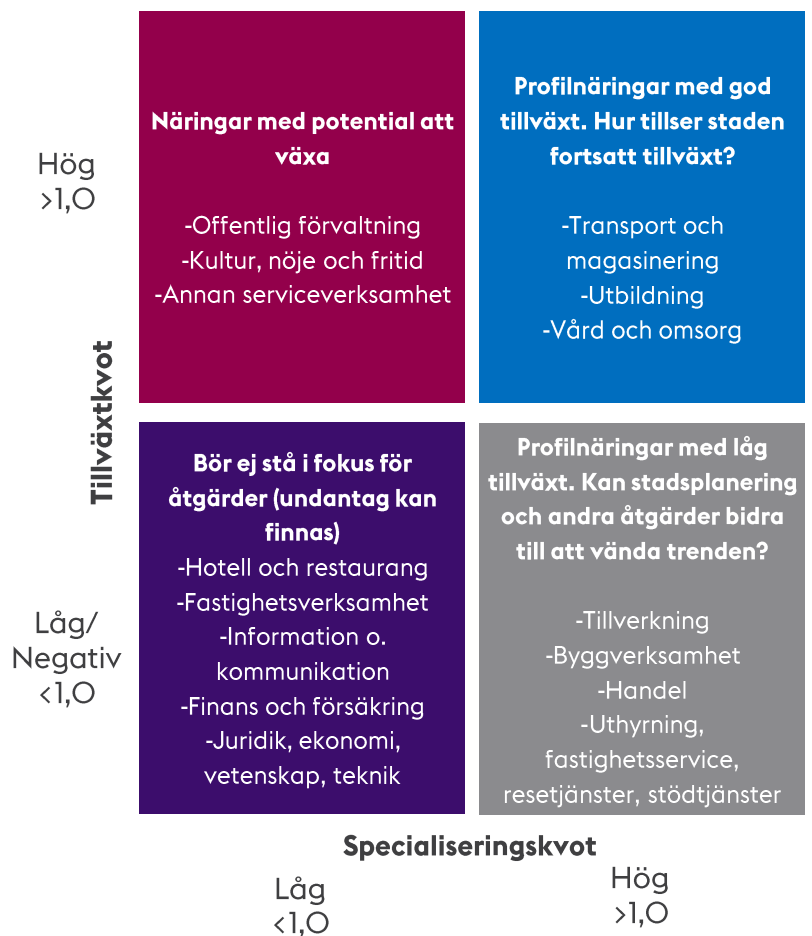 Näringar med potential att
växa
-Offentlig förvaltning
-Kultur, nöje och fritid
-Annan serviceverksamhet
Profilnäringar med god
tillväxt. Hur tillser staden
fortsatt tillväxt?
-Transport och
magasinering
-Utbildning
-Vård och omsorg
Hög
>1,0
Tillväxtkvot
Låg/
Negativ
<1,0
Bör ej stå i fokus för
åtgärder (undantag kan
finnas)
-Hotell och restaurang
-Fastighetsverksamhet
-Information o.
kommunikation
-Finans och försäkring
-Juridik, ekonomi,
vetenskap, teknik
Profilnäringar med låg
tillväxt. Kan stadsplanering
och andra åtgärder bidra
till att vända trenden?
-Tillverkning
-Byggverksamhet
-Handel
-Uthyrning,
fastighetsservice,
resetjänster, stödtjänster
Specialiseringskvot
Låg
<1,0
Hög
>1,0